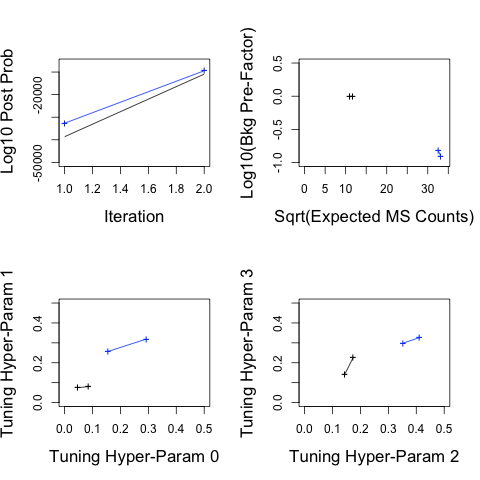 Log10 Post Prob
-50000
-20000
1.0 1.2 1.4 1.6 1.8 2.0
Iteration
Log10(Bkg Pre-Factor)
-1.0 -0.5 0.0 0.5
0 5 10 20 30
Sqrt(Expected MS Counts)
Tuning Hyper-Param 1
0.0 0.2 0.4
0.0 0.1 0.2 0.3 0.4 0.5
Tuning Hyper-Param 0
Tuning Hyper-Param 3
0.0 0.2 0.4
0.0 0.1 0.2 0.3 0.4 0.5
Tuning Hyper-Param 2